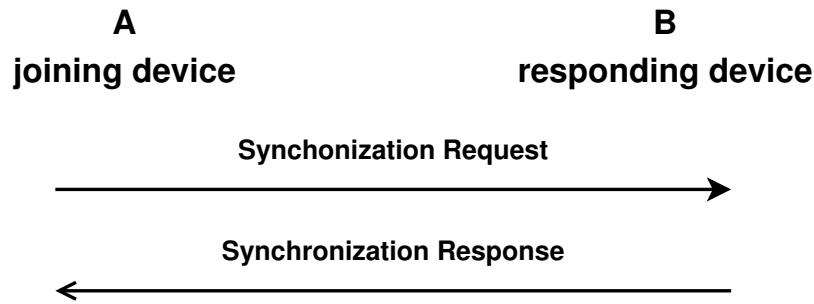 A
B
joining device
responding device
Synchonization Request
Synchronization Response